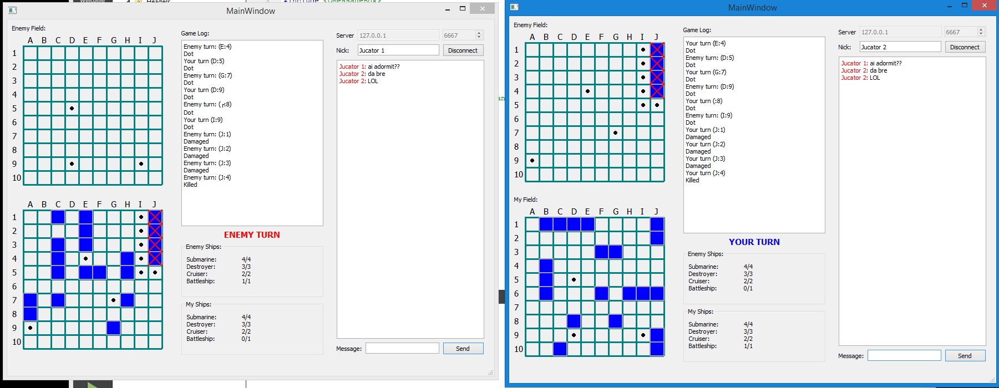 Welcome
Headers
3
#include <QMessageBox>
MainWindow
Enemy Field:
A B C D E F G H I J
1
2
3
4
5
6
7
8
9
10
A B C D E F G H I J
1
2
3
4
5
6
7
8
9
10
Game Log:
Enemy turn: (E:4)
Dot
Your turn (D:5)
Dot
Enemy turn: (G:7)
Dot
Your turn (D:9)
Dot
Enemy turn: (┌:8)
Dot
Your turn (I:9)
Dot
Enemy turn: (J:1)
Damaged
Enemy turn: (J:2)
Damaged
Enemy turn: (J:3)
Damaged
Enemy turn: (J:4)
Killed
ENEMY TURN
Enemy Ships:
Submarine: 4/4
Destroyer: 3/3
Cruiser: 2/2
Battleship: 1/1
My Ships:
Submarine: 4/4
Destroyer: 3/3
Cruiser: 2/2
Battleship: 0/1
Server 127.0.0.1 6667
Nick: Jucator 1 Disconnect
Jucator 1: ai adormit??
Jucator 2: da bre
Jucator 2: LOL
Message: Send
an
MainWindow
Enemy Field:
A B C D E F G H I J
1
2
3
4
5
6
7
8
9
10
My Field:
A B C D E F G H I J
1
2
3
4
5
6
7
8
9
10
Game Log:
Your turn (E:4)
Dot
Enemy turn: (D:5)
Dot
Your turn (G:7)
Dot
Enemy turn: (D:9)
Dot
Your turn (:8)
Dot
Enemy turn: (I:9)
Dot
Your turn (J:1)
Damaged
Your turn (J:2)
Damaged
Your turn (J:3)
Damaged
Your turn (J:4)
Killed
YOUR TURN
Enemy Ships:
Submarine: 4/4
Destroyer: 3/3
Cruiser: 2/2
Battleship: 0/1
My Ships:
Submarine: 4/4
Destroyer: 3/3
Cruiser: 2/2
Battleship: 1/1
Server 127.0.0.1 6667
Nick: Jucator 2 Disconnect
Jucator 1: ai adormit??
Jucator 2: da bre
Jucator 2: LOL
Message: Send